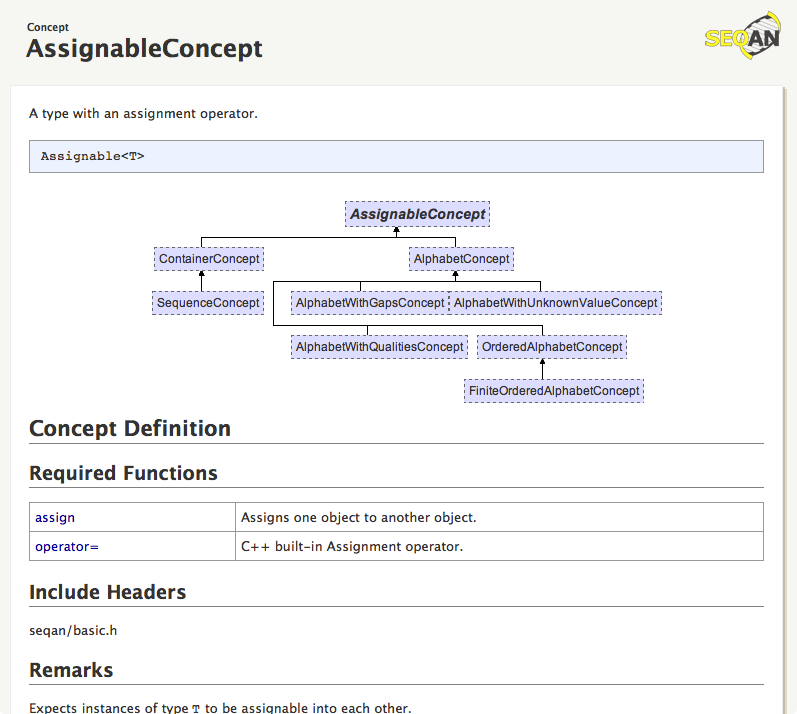 Concept
AssignableConcept
SEQAN
A type with an assignment operator.
Assignable<T>
AssignableConcept
ContainerConcept AlphabetConcept
SequenceConcept AlphabetWithGapsConcept AlphabetWithUnknownValueConcept
AlphabetWithQualitiesConcept OrderedAlphabetConcept
FiniteOrderedAlphabetConcept
Concept Definition
Required Functions
assign Assigns one object to another object.
operator= C++ built-in Assignment operator.
Include Headers
seqan/basic.h
Remarks
Expects instances of type T to be assignable into each other.